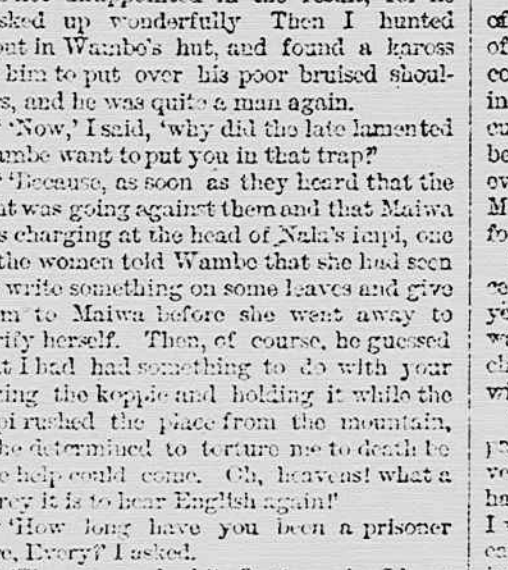 sked up wonderfully Then I hunted
out in Wambo's hut, and found a kaross
him to put over his poor bruised shoul-
s, and he was quite a man again.
'Now,' I said, 'why did the late lamented
ambe want to put you in that trap?'
'Because, as soon as they heard that the
at was going against them and that Maiwa
s charging at the head of Nala's impi, one
the women told Wambe that she had seen
write something on some leaves and give
m to Maiwa before she went away to
rify herself. Then, of course, he guessed
t I had had something to do with your
ing the koppie and holding it while the
pi rushed the place from the mountain,
he determined to torture me to death be
e help could come. Oh, heavens! what a
rcy it is to hear English again!'
'How long have you been a prisoner
re, Every?' I asked.